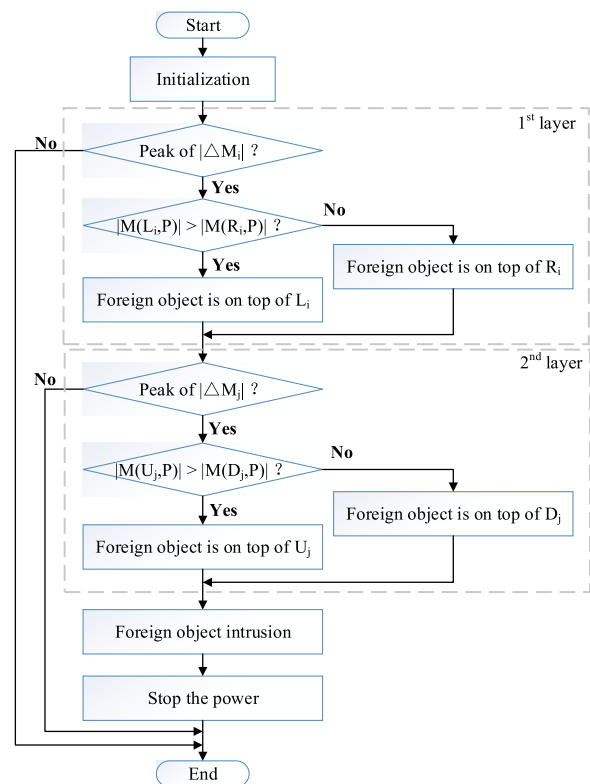 Start
Initialization
1st layer
No
Peak of |△Mi| ?
Yes
|M(Li,P)| > |M(Ri,P)| ?
No
Foreign object is on top of Ri
Yes
Foreign object is on top of Li
2nd layer
No
Peak of |△Mj| ?
Yes
|M(Uj,P)| > |M(Dj,P)| ?
No
Foreign object is on top of Dj
Yes
Foreign object is on top of Uj
Foreign object intrusion
Stop the power
End